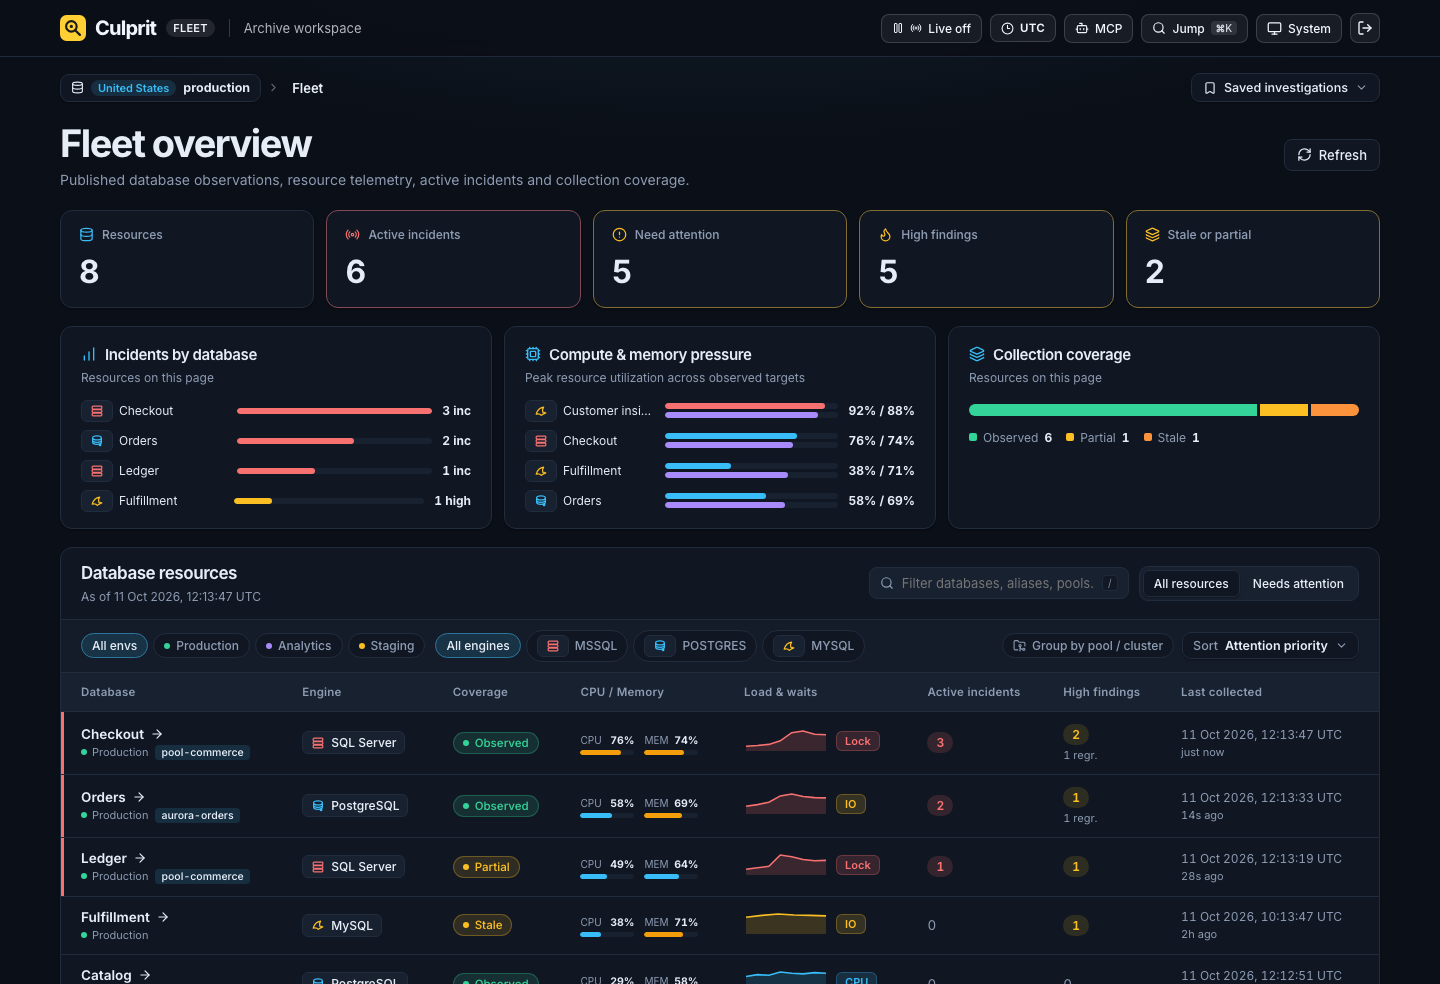 Culprit FLEET Archive workspace Live off UTC MCP Jump ⌘K System
United States production Fleet Saved investigations
Fleet overview
Refresh
Published database observations, resource telemetry, active incidents and collection coverage.
Resources Active incidents Need attention High findings Stale or partial
8 6 5 5 2
Incidents by database
Resources on this page
Checkout 3 inc
Orders 2 inc
Ledger 1 inc
Fulfillment 1 high
Compute & memory pressure
Peak resource utilization across observed targets
Customer insi... 92% / 88%
Checkout 76% / 74%
Fulfillment 38% / 71%
Orders 58% / 69%
Collection coverage
Resources on this page
Observed 6 Partial 1 Stale 1
Database resources
As of 11 Oct 2026, 12:13:47 UTC
Filter databases, aliases, pools. / All resources Needs attention
All envs Production Analytics Staging All engines MSSQL POSTGRES MYSQL Group by pool / cluster Sort Attention priority
Database Engine Coverage CPU / Memory Load & waits Active incidents High findings Last collected
Checkout → SQL Server Observed CPU 76% MEM 74% Lock 3 2 11 Oct 2026, 12:13:47 UTC
Production pool-commerce 1 regr. just now
Orders → PostgreSQL Observed CPU 58% MEM 69% IO 2 1 11 Oct 2026, 12:13:33 UTC
Production aurora-orders 1 regr. 14s ago
Ledger → SQL Server Partial CPU 49% MEM 64% Lock 1 1 11 Oct 2026, 12:13:19 UTC
Production pool-commerce 28s ago
Fulfillment → MySQL Stale CPU 38% MEM 71% IO 0 1 11 Oct 2026, 10:13:47 UTC
Production 2h ago
Catalog → PostgreSQL Observed CPU 29% MEM 58% CPU 0 0 11 Oct 2026, 12:12:51 UTC